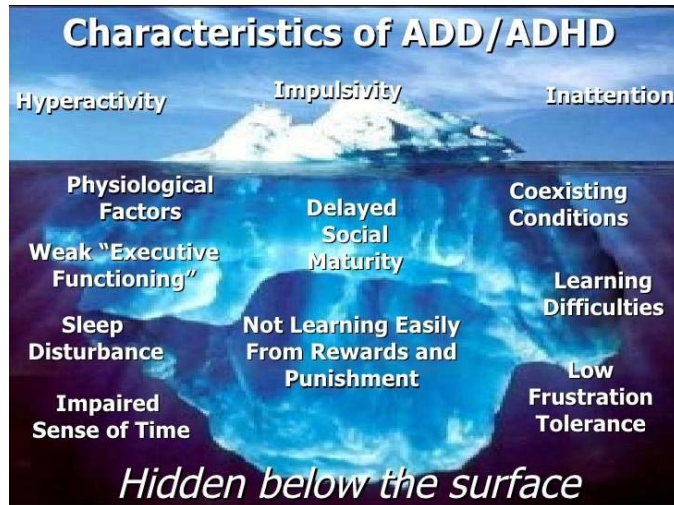 Characteristics of ADD/ADHD
Hyperactivity
Impulsivity
Inattention
Physiological
Factors
Delayed
Social
Maturity
Coexisting
Conditions
Weak “Executive
Functioning”
Learning
Difficulties
Sleep
Disturbance
Not Learning Easily
From Rewards and
Punishment
Low
Frustration
Tolerance
Impaired
Sense of Time
Hidden below the surface